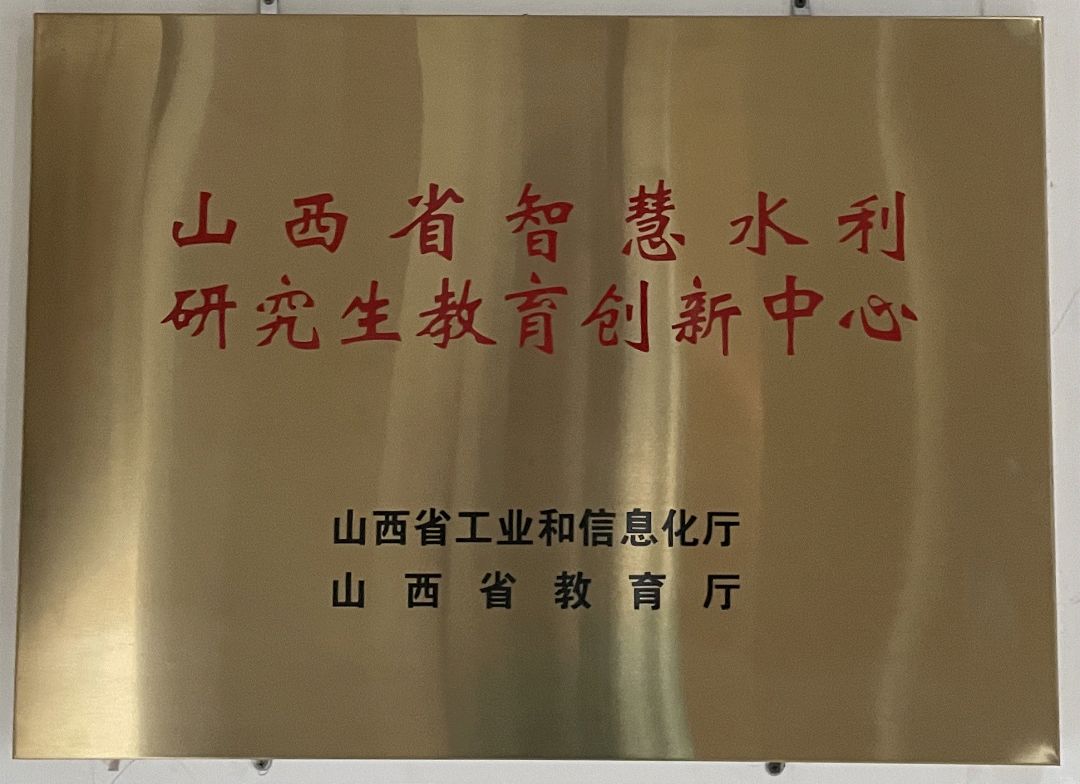 山西省智慧水利
研究生教育创新中心
山西省工业和信息化厅
山西省教育厅